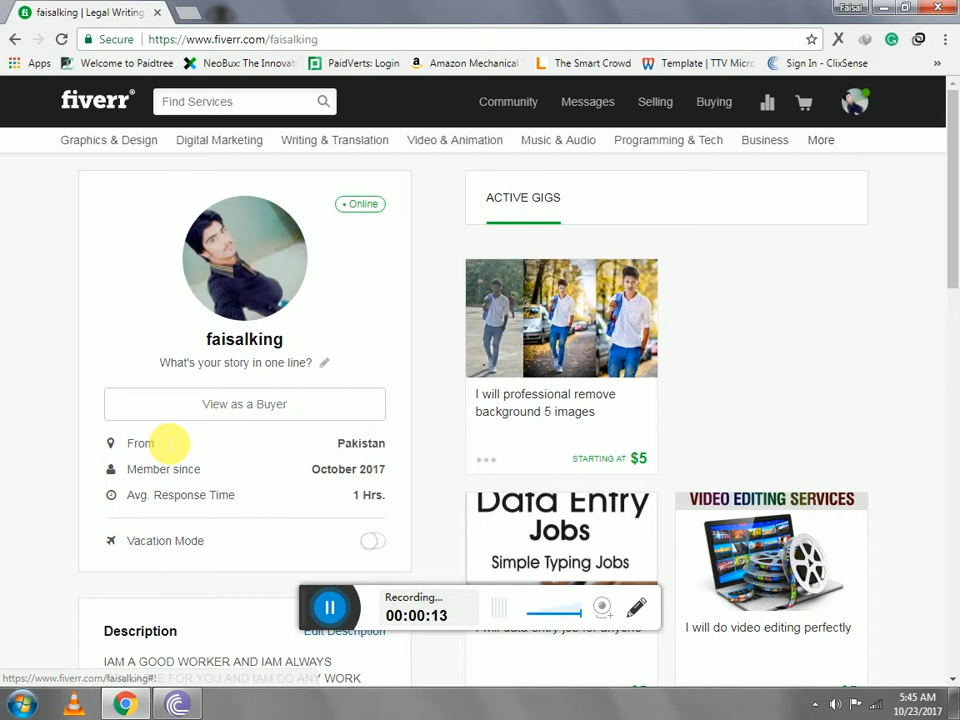 faisalking | Legal Writing
Faisal
Secure
https://www.fiverr.com/faisalking
Apps
Welcome to Paidtree
NeoBux: The Innovat
PaidVerts: Login
Amazon Mechanical
The Smart Crowd
Template | TTV Micro
Sign In - ClixSense
fiverr®
Find Services
Community
Messages
Selling
Buying
Graphics & Design
Digital Marketing
Writing & Translation
Video & Animation
Music & Audio
Programming & Tech
Business
More
• Online
faisalking
What's your story in one line?
View as a Buyer
From Pakistan
Member since October 2017
Avg. Response Time 1 Hrs.
Vacation Mode
Description
Edit Description
IAM A GOOD WORKER AND IAM ALWAYS
FOR YOU AND IAM DO ANY WORK
ACTIVE GIGS
I will professional remove
background 5 images
STARTING AT $5
Data Entry
Jobs
Simple Typing Jobs
I will data entry job for anyone
VIDEO EDITING SERVICES
I will do video editing perfectly
Recording...
00:00:13
https://www.fiverr.com/faisalking#!
5:45 AM
10/23/2017